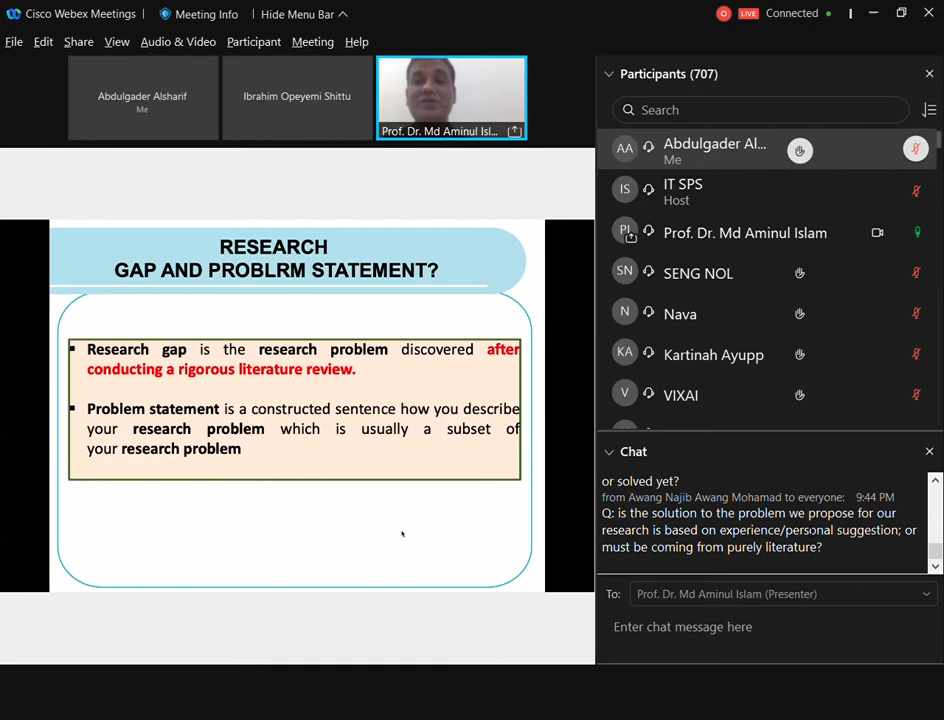 Cisco Webex Meetings
Meeting Info
Hide Menu Bar
LIVE
Connected
File Edit Share View Audio & Video Participant Meeting Help
Abdulgader Alsharif
Me
Ibrahim Opeyemi Shittu
Prof. Dr. Md Aminul Isl...
RESEARCH
GAP AND PROBLRM STATEMENT?
Research gap is the research problem discovered after
conducting a rigorous literature review.
Problem statement is a constructed sentence how you describe
your research problem which is usually a subset of
your research problem
Participants (707)
Search
AA
Abdulgader Al...
Me
IS
IT SPS
Host
PI
Prof. Dr. Md Aminul Islam
SN
SENG NOL
N
Nava
KA
Kartinah Ayupp
V
VIXAI
Chat
or solved yet?
from Awang Najib Awang Mohamad to everyone: 9:44 PM
Q: is the solution to the problem we propose for our
research is based on experience/personal suggestion; or
must be coming from purely literature?
To:
Prof. Dr. Md Aminul Islam (Presenter)
Enter chat message here